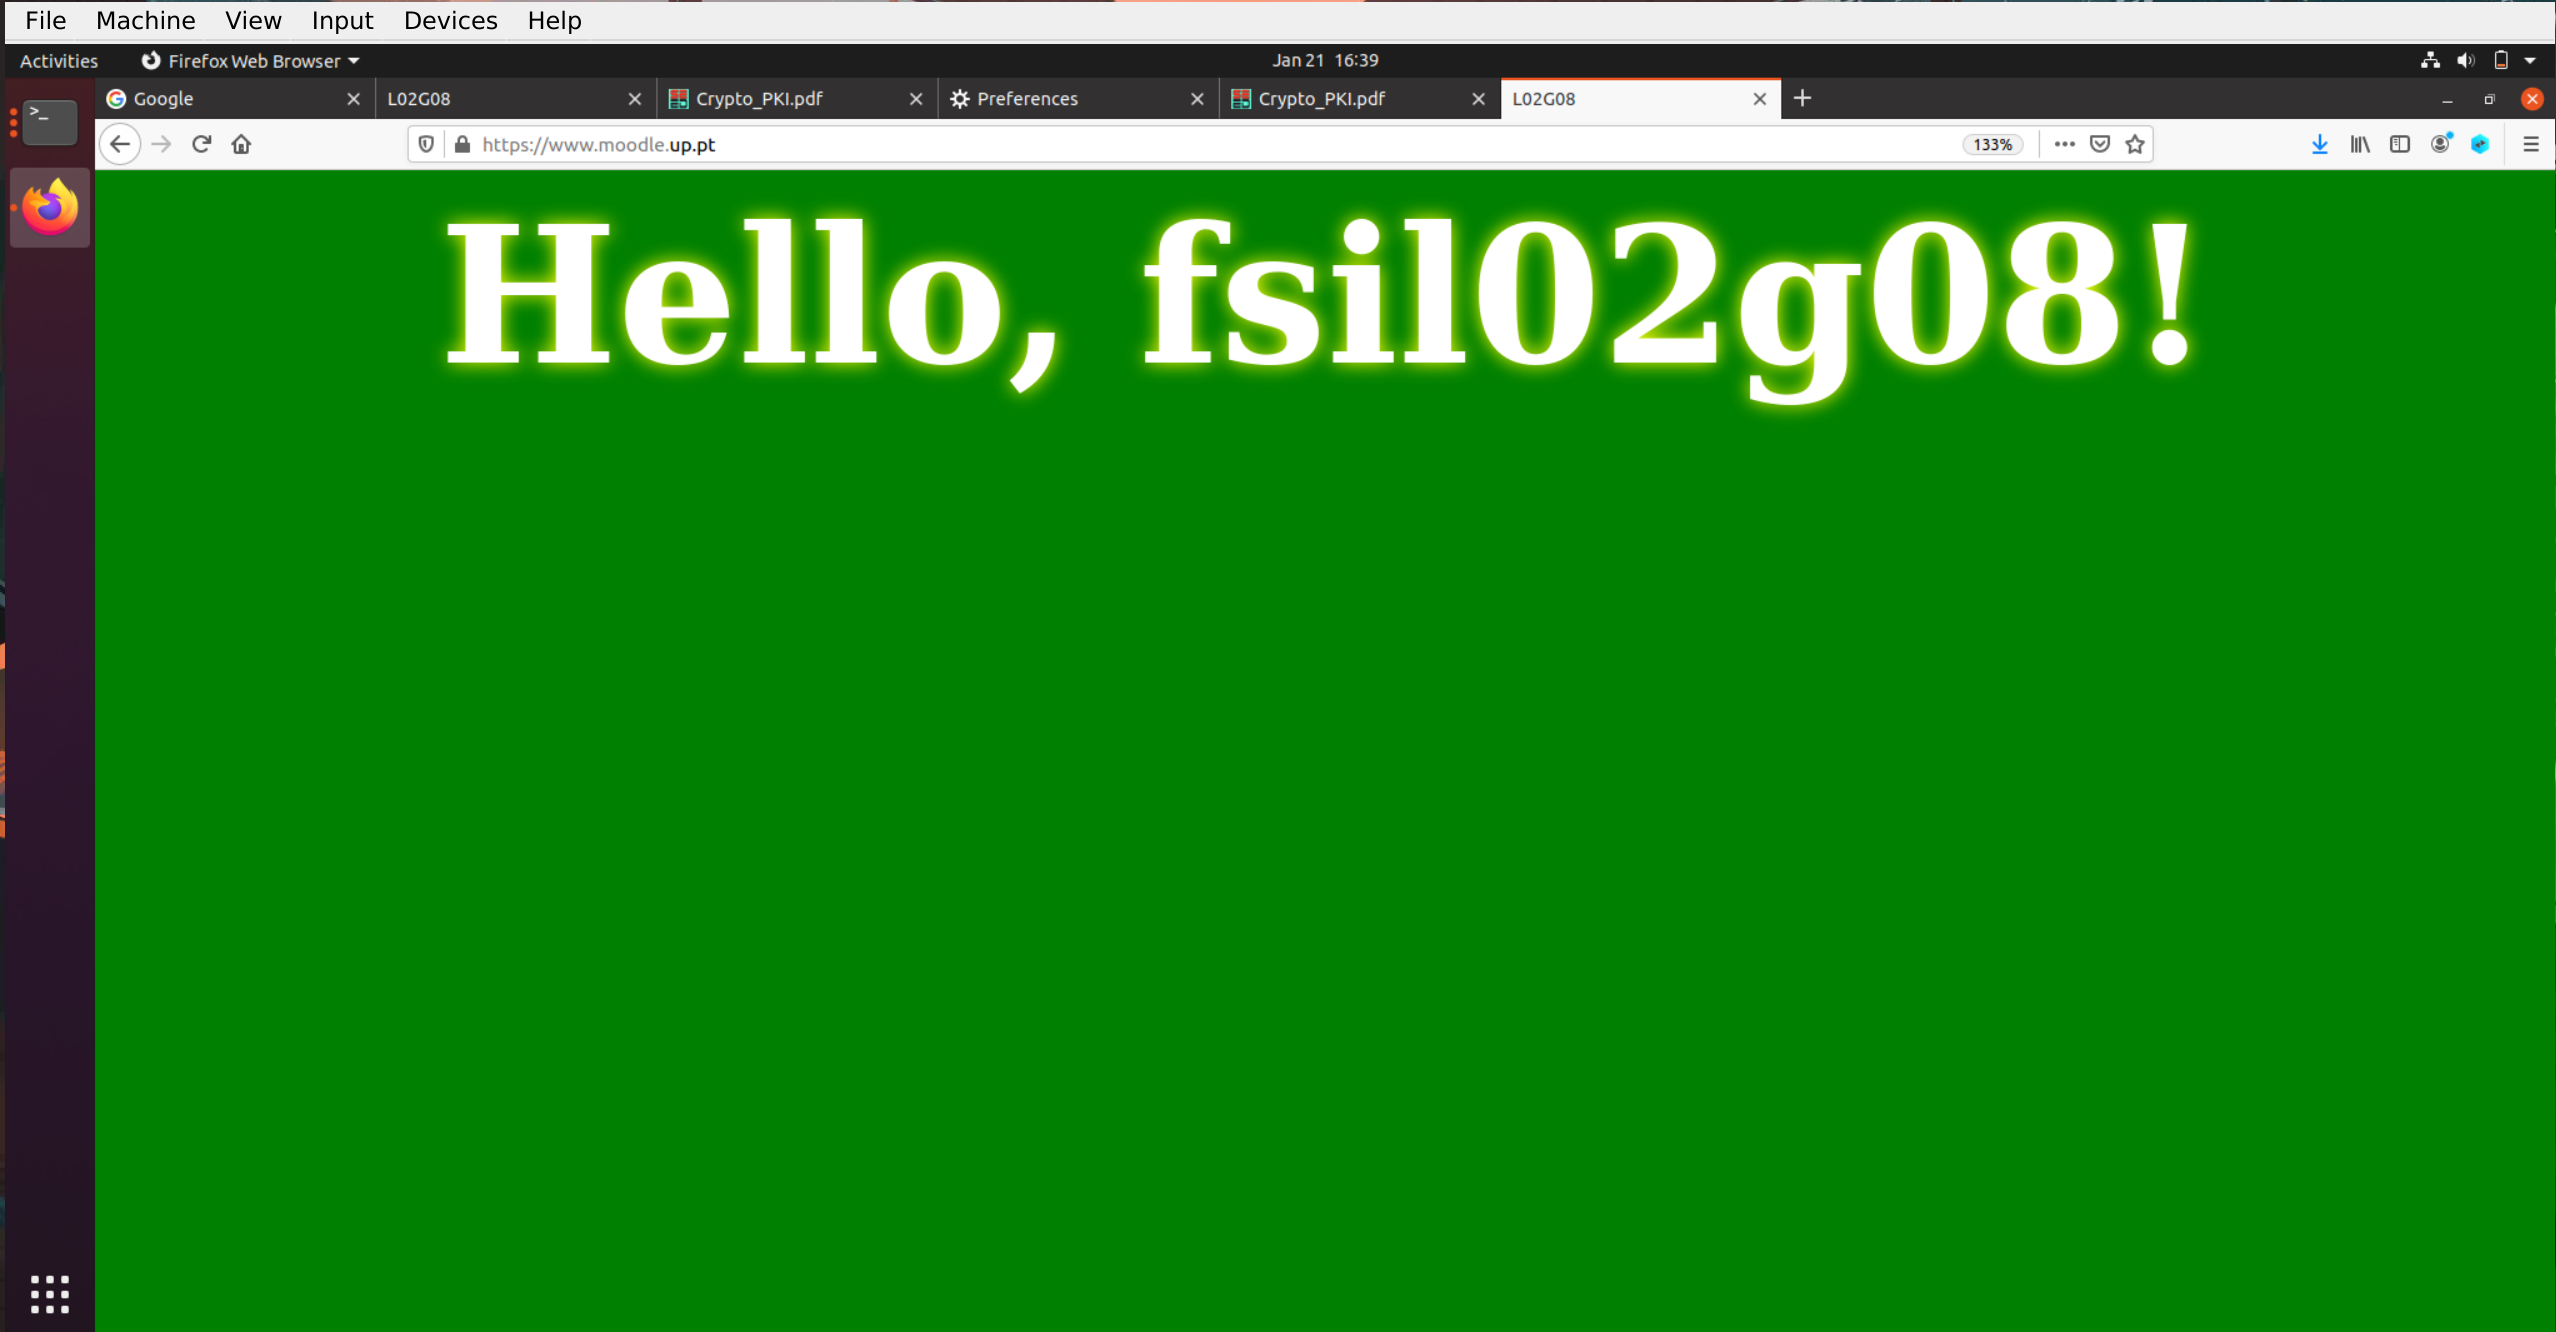 File Machine View Input Devices Help
Activities Firefox Web Browser Jan 21 16:39
Google L02G08 Crypto_PKI.pdf Preferences Crypto_PKI.pdf L02G08
https://www.moodle.up.pt 133%
Hello, fsil02g08!